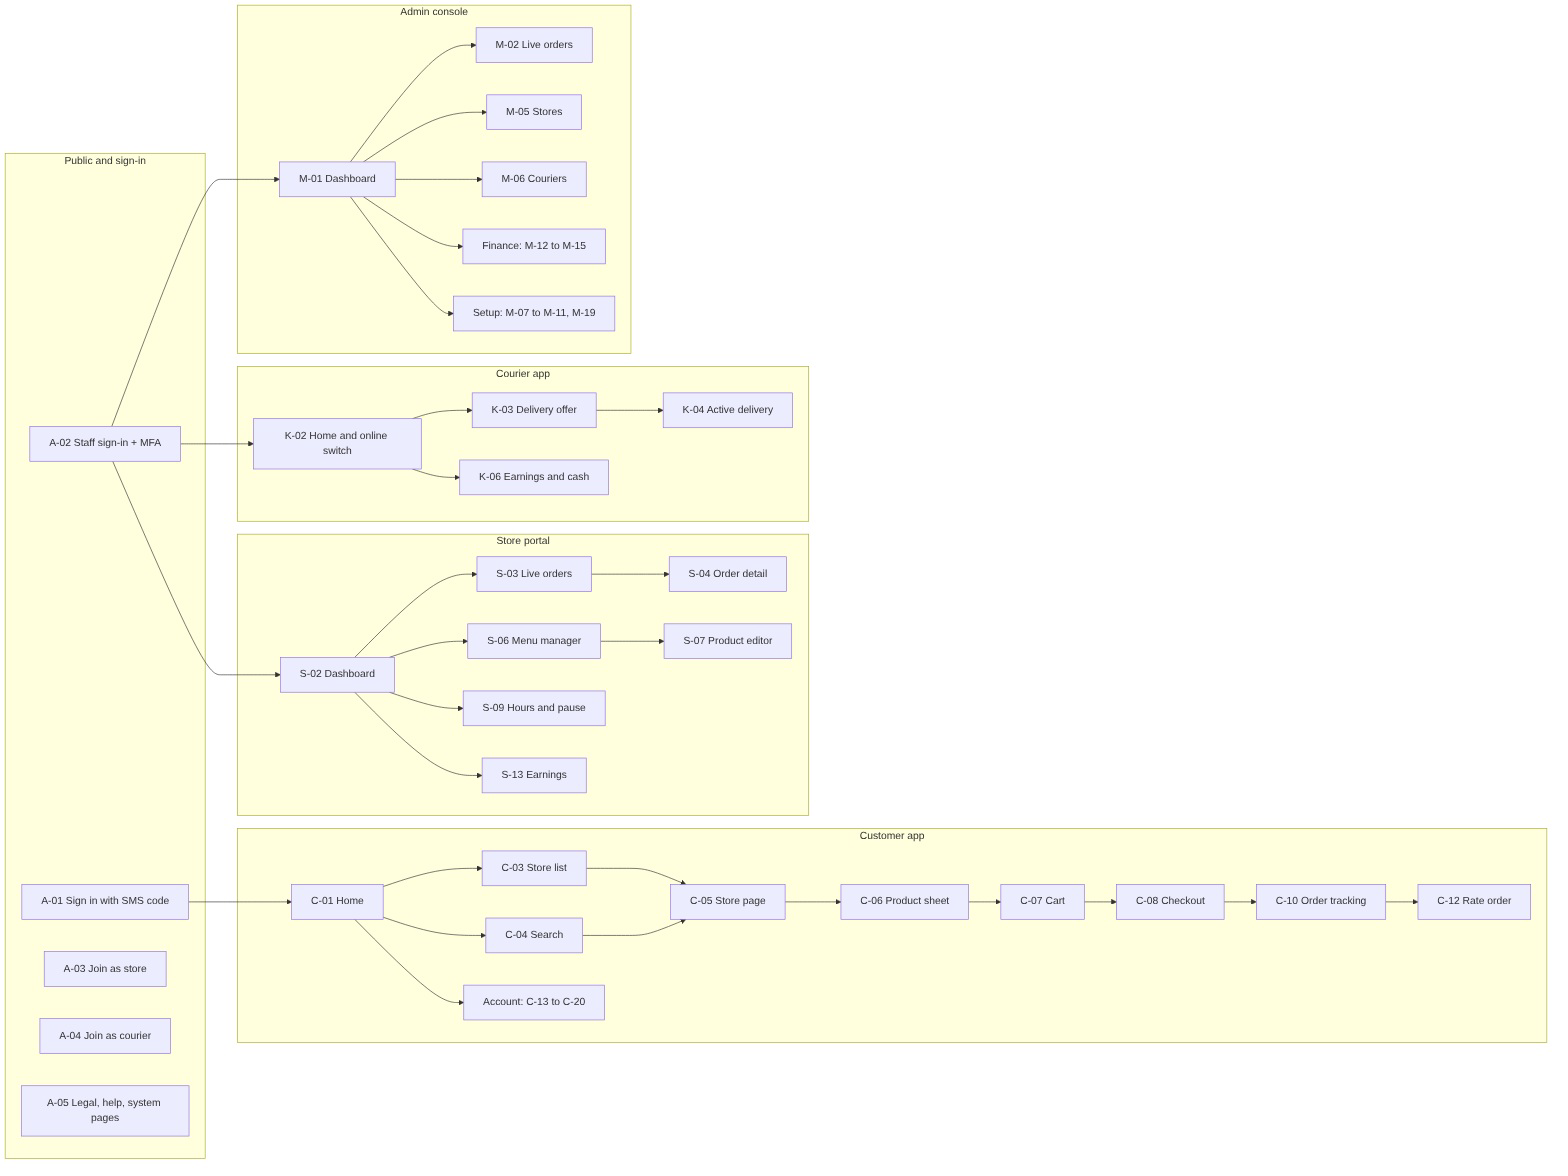 Public and sign-in
A-02 Staff sign-in + MFA
A-01 Sign in with SMS code
A-03 Join as store
A-04 Join as courier
A-05 Legal, help, system
pages
Admin console
M-01 Dashboard
M-02 Live orders
M-05 Stores
M-06 Couriers
Finance: M-12 to M-15
Setup: M-07 to M-11, M-19
Courier app
K-02 Home and online
switch
K-03 Delivery offer
K-04 Active delivery
K-06 Earnings and cash
Store portal
S-02 Dashboard
S-03 Live orders
S-04 Order detail
S-06 Menu manager
S-07 Product editor
S-09 Hours and pause
S-13 Earnings
Customer app
C-01 Home
C-03 Store list
C-04 Search
Account: C-13 to C-20
C-05 Store page
C-06 Product sheet
C-07 Cart
C-08 Checkout
C-10 Order tracking
C-12 Rate order